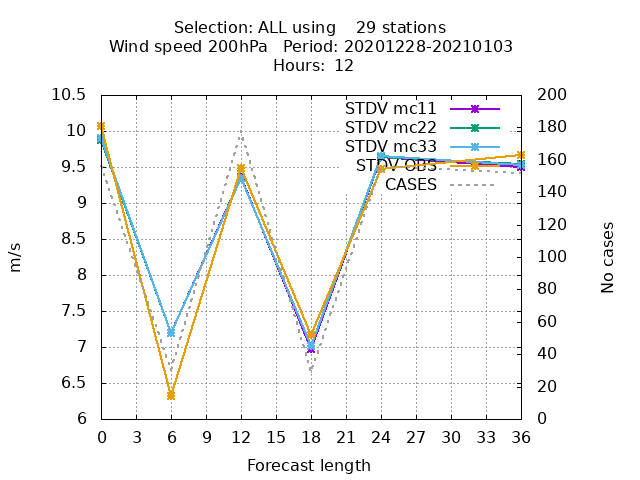 Selection: ALL using    29 stations
Wind speed 200hPa   Period: 20201228-20210103
Hours: 12
STDV mc11
STDV mc22
STDV mc33
STDV OBS
CASES
10.5
10
9.5
9
8.5
8
7.5
7
6.5
6
m/s
200
180
160
140
120
100
80
60
40
20
0
No cases
0 3 6 9 12 15 18 21 24 27 30 33 36
Forecast length